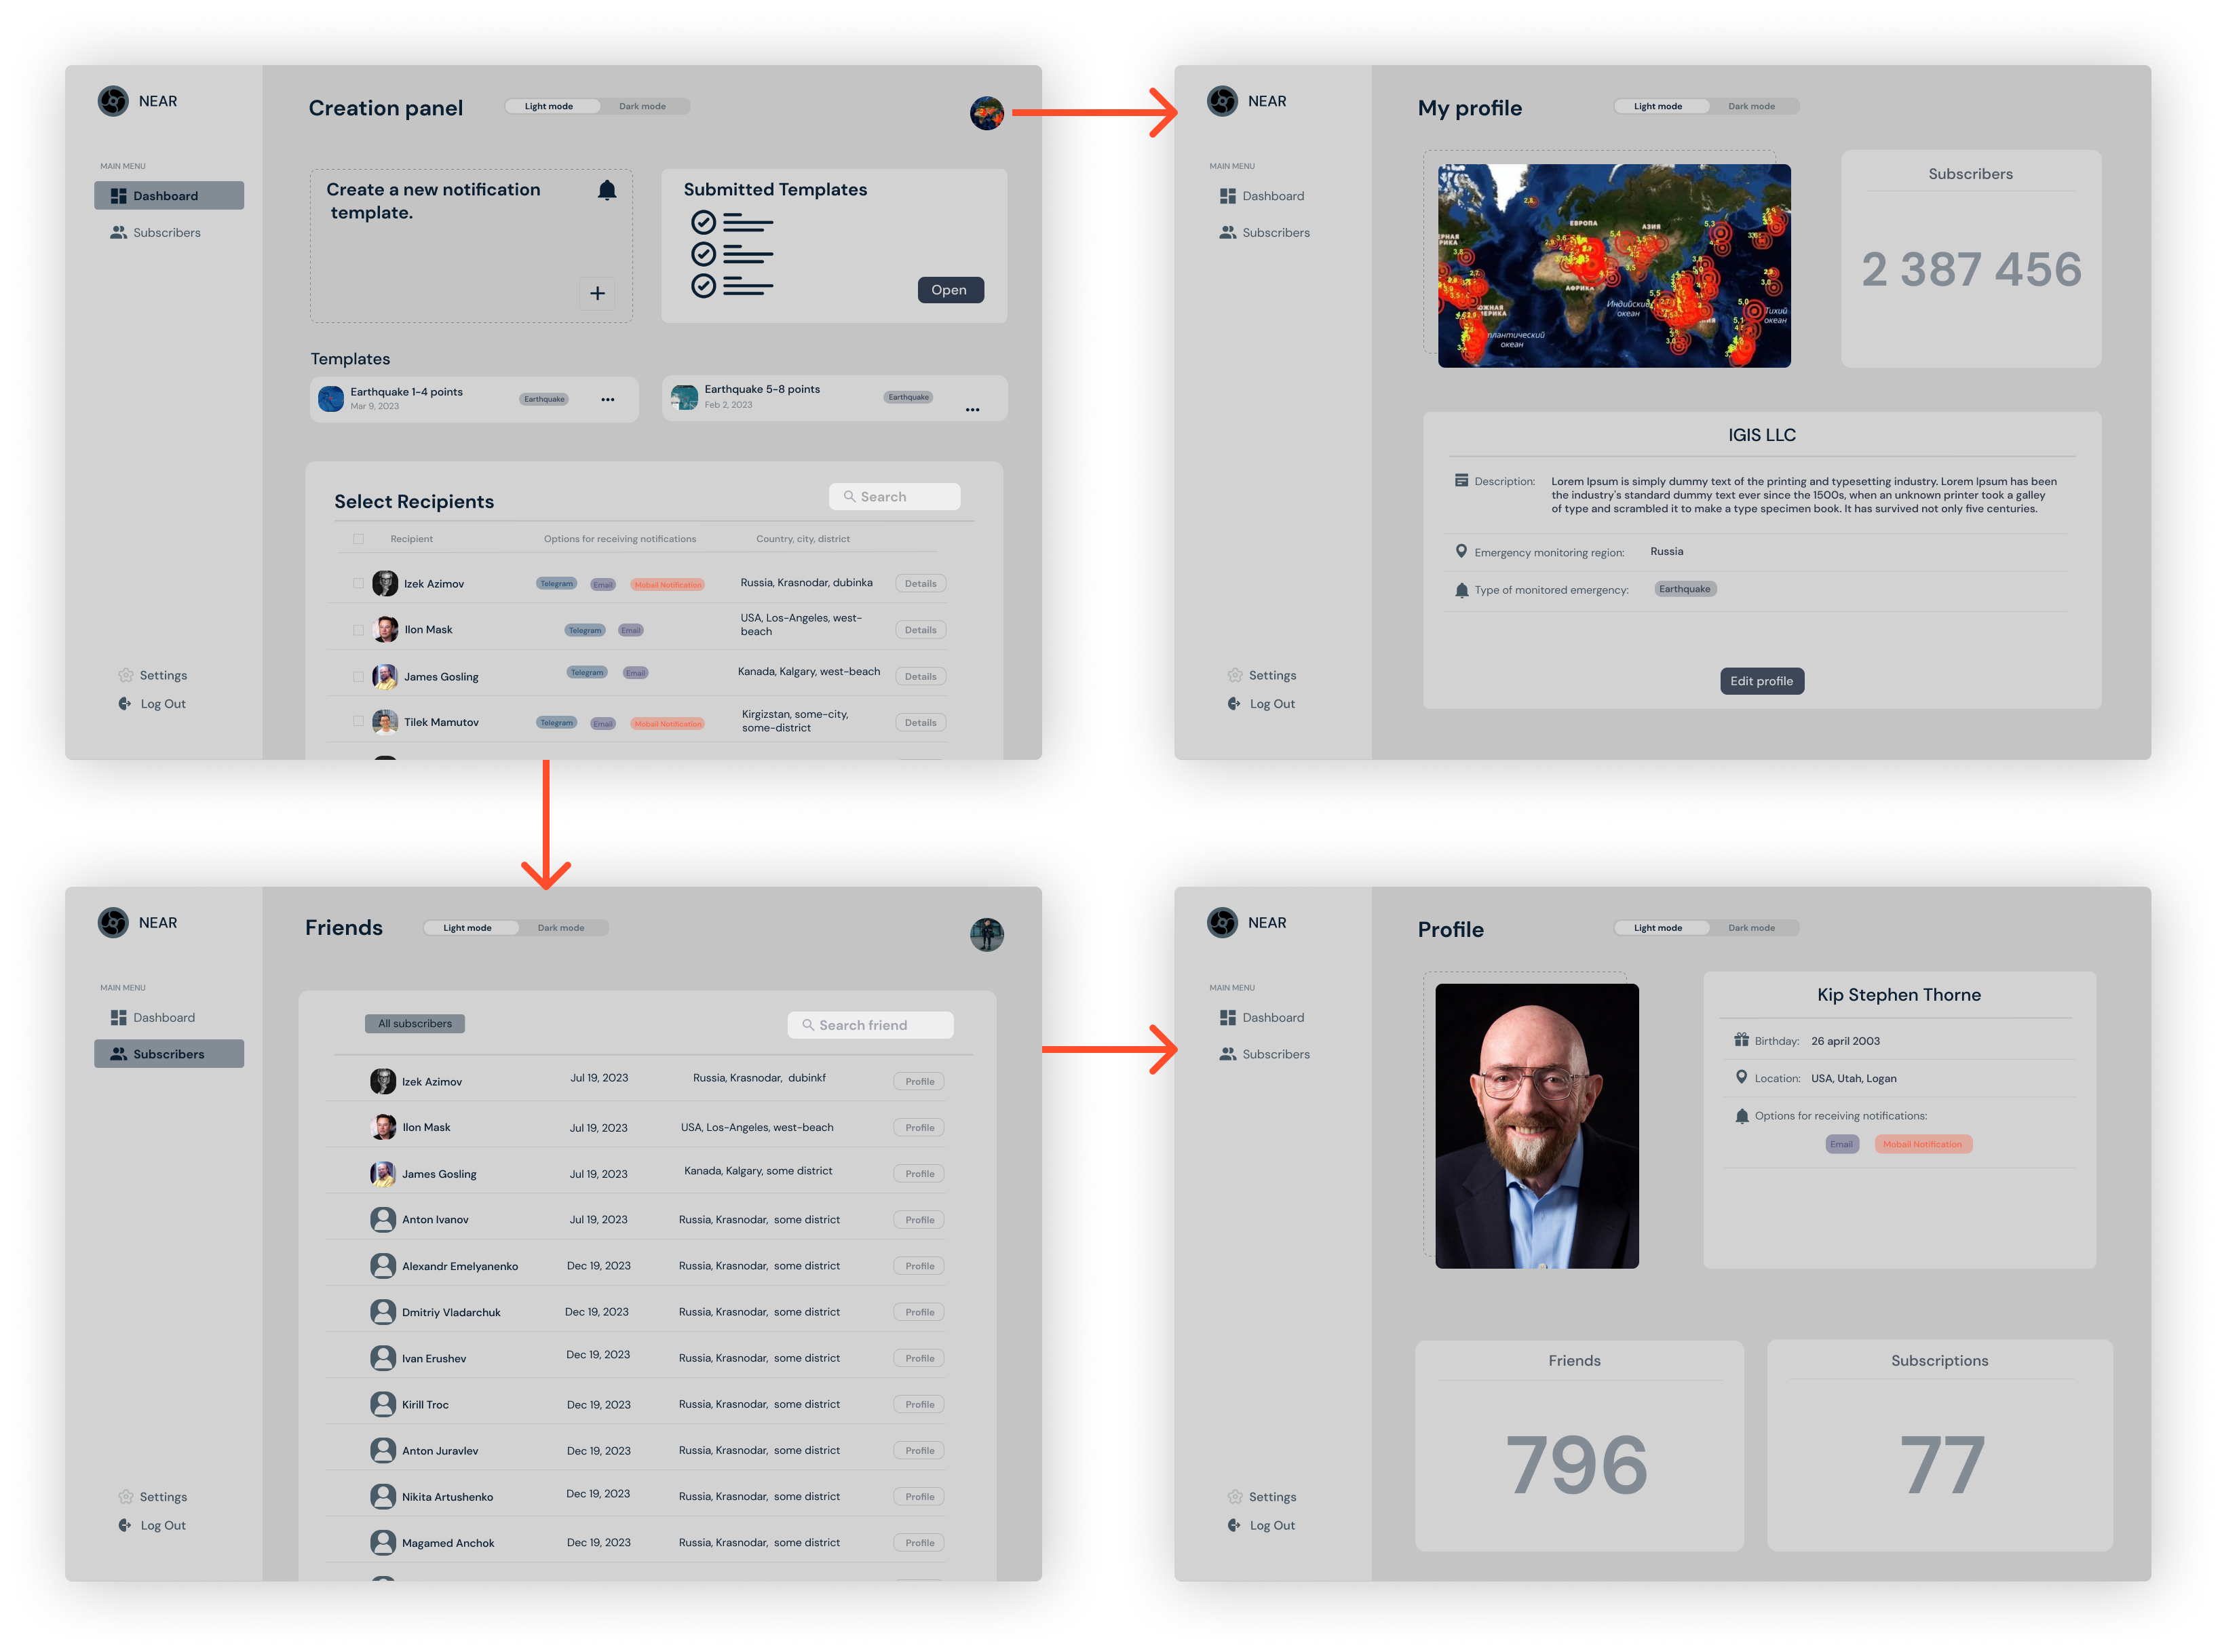 NEAR
MAIN MENU
Dashboard
Subscribers
Settings
Log Out
Creation panel
Light mode
Dark mode
Create a new notification
template.
Submitted Templates
Open
Templates
Earthquake 1-4 points
Mar 9, 2023
Earthquake
Earthquake 5-8 points
Feb 2, 2023
Earthquake
Select Recipients
Search
Recipient Options for receiving notifications Country, city, district
Izek Azimov Telegram Email Mobail Notification Russia, Krasnodar, dubinka Details
Ilon Mask Telegram Email USA, Los-Angeles, west-
beach Details
James Gosling Telegram Email Kanada, Kalgary, west-beach Details
Tilek Mamutov Telegram Email Mobail Notification Kirgizstan, some-city,
some-district Details
NEAR
MAIN MENU
Dashboard
Subscribers
Settings
Log Out
My profile
Light mode
Dark mode
ЕВРОПА
АЗИЯ
АФРИКА
Индийский
океан
Тихий
океан
Subscribers
2 387 456
IGIS LLC
Description: Lorem Ipsum is simply dummy text of the printing and typesetting industry. Lorem Ipsum has been
the industry's standard dummy text ever since the 1500s, when an unknown printer took a galley
of type and scrambled it to make a type specimen book. It has survived not only five centuries.
Emergency monitoring region: Russia
Type of monitored emergency: Earthquake
Edit profile
NEAR
MAIN MENU
Dashboard
Subscribers
Settings
Log Out
Friends
Light mode
Dark mode
All subscribers
Search friend
Izek Azimov Jul 19, 2023 Russia, Krasnodar, dubinkf Profile
Ilon Mask Jul 19, 2023 USA, Los-Angeles, west-beach Profile
James Gosling Jul 19, 2023 Kanada, Kalgary, some district Profile
Anton Ivanov Jul 19, 2023 Russia, Krasnodar, some district Profile
Alexandr Emelyanenko Dec 19, 2023 Russia, Krasnodar, some district Profile
Dmitriy Vladarchuk Dec 19, 2023 Russia, Krasnodar, some district Profile
Ivan Erushev Dec 19, 2023 Russia, Krasnodar, some district Profile
Kirill Troc Dec 19, 2023 Russia, Krasnodar, some district Profile
Anton Juravlev Dec 19, 2023 Russia, Krasnodar, some district Profile
Nikita Artushenko Dec 19, 2023 Russia, Krasnodar, some district Profile
Magamed Anchok Dec 19, 2023 Russia, Krasnodar, some district Profile
NEAR
MAIN MENU
Dashboard
Subscribers
Settings
Log Out
Profile
Light mode
Dark mode
Kip Stephen Thorne
Birthday: 26 april 2003
Location: USA, Utah, Logan
Options for receiving notifications:
Email Mobail Notification
Friends
796
Subscriptions
77